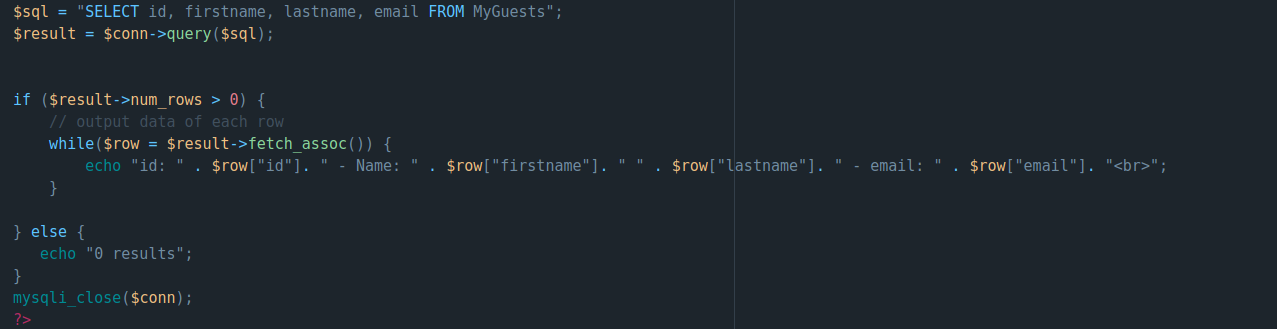 $sql = "SELECT id, firstname, lastname, email FROM MyGuests";
$result = $conn->query($sql);
if ($result->num_rows > 0) {
// output data of each row
while($row = $result->fetch_assoc()) {
echo "id: " . $row["id"]. " - Name: " . $row["firstname"]. " " . $row["lastname"]. " - email: " . $row["email"]. "<br>";
}
} else {
echo "0 results";
}
mysqli_close($conn);
?>